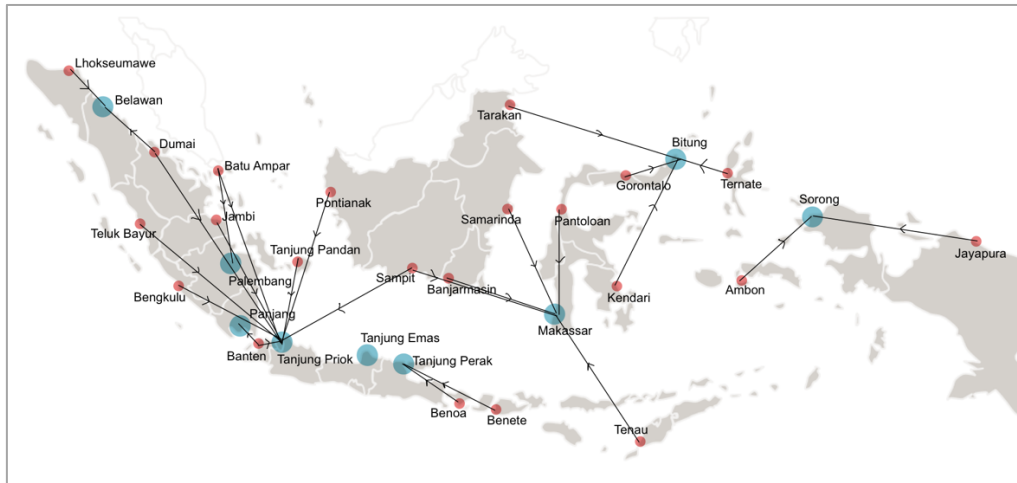 Lhokseumawe
Belawan
Tarakan
Dumai
Bitung
Batu Ampar
Gorontalo
Ternate
Pontianak
Sorong
Jambi
Samarinda
Pantoloan
Teluk Bayur
Tanjung Pandan
Jayapura
Sampit
Palembang
Banjarmasin
Ambon
Bengkulu
Kendari
Panjang
Makassar
Tanjung Emas
Banten
Tanjung Priok
Tanjung Perak
Benoa
Benete
Tenau